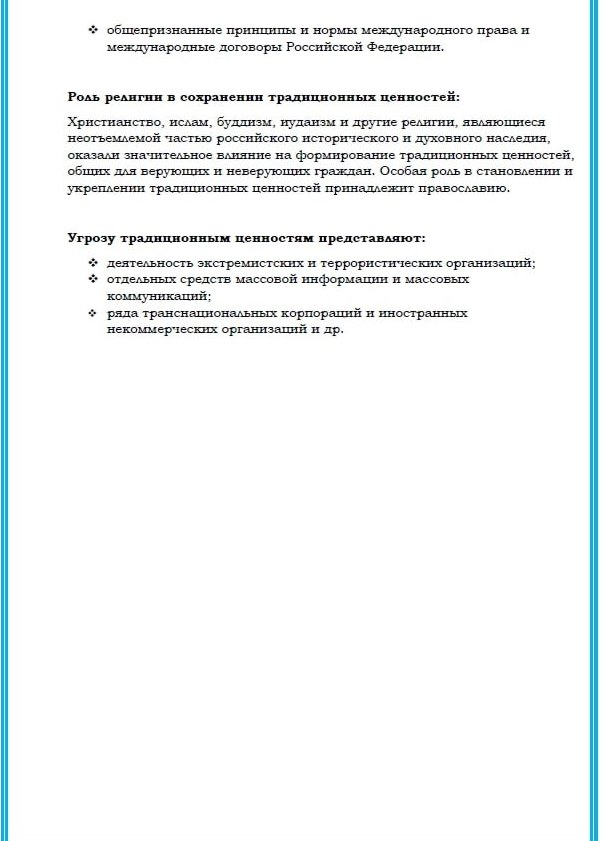 ❖ общепризнанные принципы и нормы международного права и
международные договоры Российской Федерации.
Роль религии в сохранении традиционных ценностей:
Христианство, ислам, буддизм, иудаизм и другие религии, являющиеся
неотъемлемой частью российского исторического и духовного наследия,
оказали значительное влияние на формирование традиционных ценностей,
общих для верующих и неверующих граждан. Особая роль в становлении и
укреплении традиционных ценностей принадлежит православию.
Угрозу традиционным ценностям представляют:
❖ деятельность экстремистских и террористических организаций;
❖ отдельных средств массовой информации и массовых
коммуникаций;
❖ ряда транснациональных корпораций и иностранных
некоммерческих организаций и др.